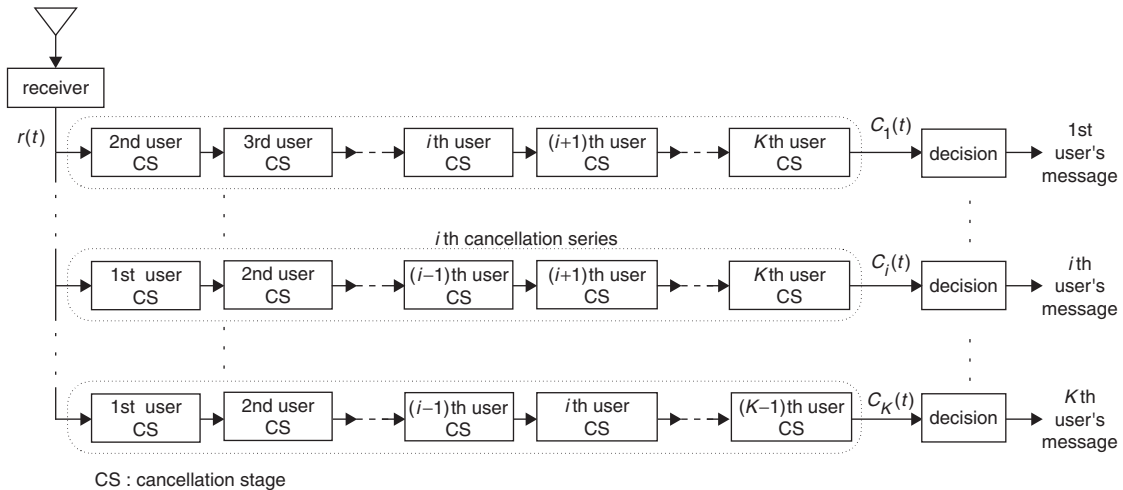 receiver
r(t)
2nd user
CS
3rd user
CS
ith user
CS
(i+1)th user
CS
Kth user
CS
C1(t)
decision
1st
user's
message
ith cancellation series
1st user
CS
2nd user
CS
(i−1)th user
CS
(i+1)th user
CS
Kth user
CS
Ci(t)
decision
ith
user's
message
1st user
CS
2nd user
CS
(i−1)th user
CS
ith user
CS
(K−1)th user
CS
CK(t)
decision
Kth
user's
message
CS : cancellation stage